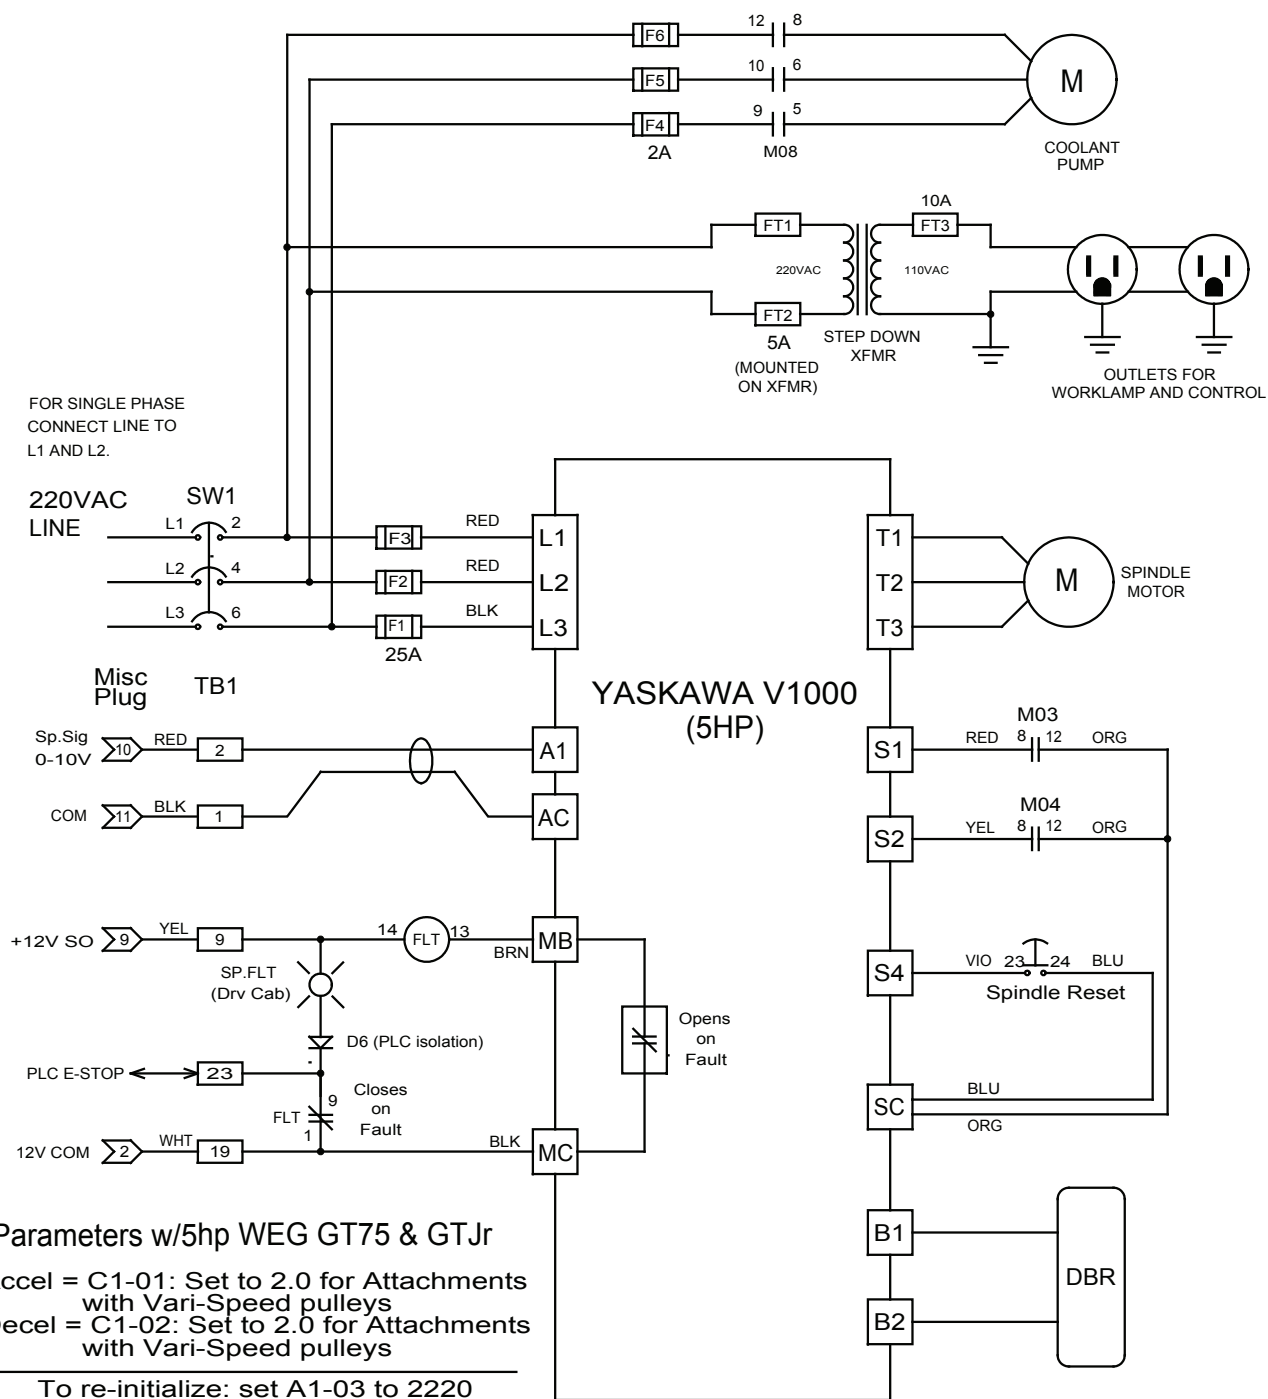 12 8
F6
10 6
F5
M
9 5
F4
2A
M08
COOLANT
PUMP
10A
FT1
FT3
220VAC
110VAC
FT2
5A
STEP DOWN
XFMR
(MOUNTED
ON XFMR)
OUTLETS FOR
WORKLAMP AND CONTROL
FOR SINGLE PHASE
CONNECT LINE TO
L1 AND L2.
220VAC
LINE
SW1
L1 2
F3
RED
L1
L2 4
F2
RED
L2
L3 6
F1
BLK
L3
25A
T1
T2
T3
M
SPINDLE
MOTOR
Misc
Plug
TB1
YASKAWA V1000
(5HP)
Sp.Sig
0-10V
10
RED
2
A1
COM
11
BLK
1
AC
M03
S1
RED
8 12
ORG
M04
S2
YEL
8 12
ORG
+12V SO
9
YEL
9
14
FLT
13
BRN
MB
SP.FLT
(Drv Cab)
D6 (PLC isolation)
PLC E-STOP
23
Closes
on
Fault
FLT
9
1
12V COM
2
WHT
19
BLK
MC
Opens
on
Fault
S4
VIO
23 24
BLU
Spindle Reset
SC
BLU
ORG
B1
B2
DBR
Parameters w/5hp WEG GT75 & GTJr
ccel = C1-01: Set to 2.0 for Attachments
with Vari-Speed pulleys
ecel = C1-02: Set to 2.0 for Attachments
with Vari-Speed pulleys
To re-initialize: set A1-03 to 2220